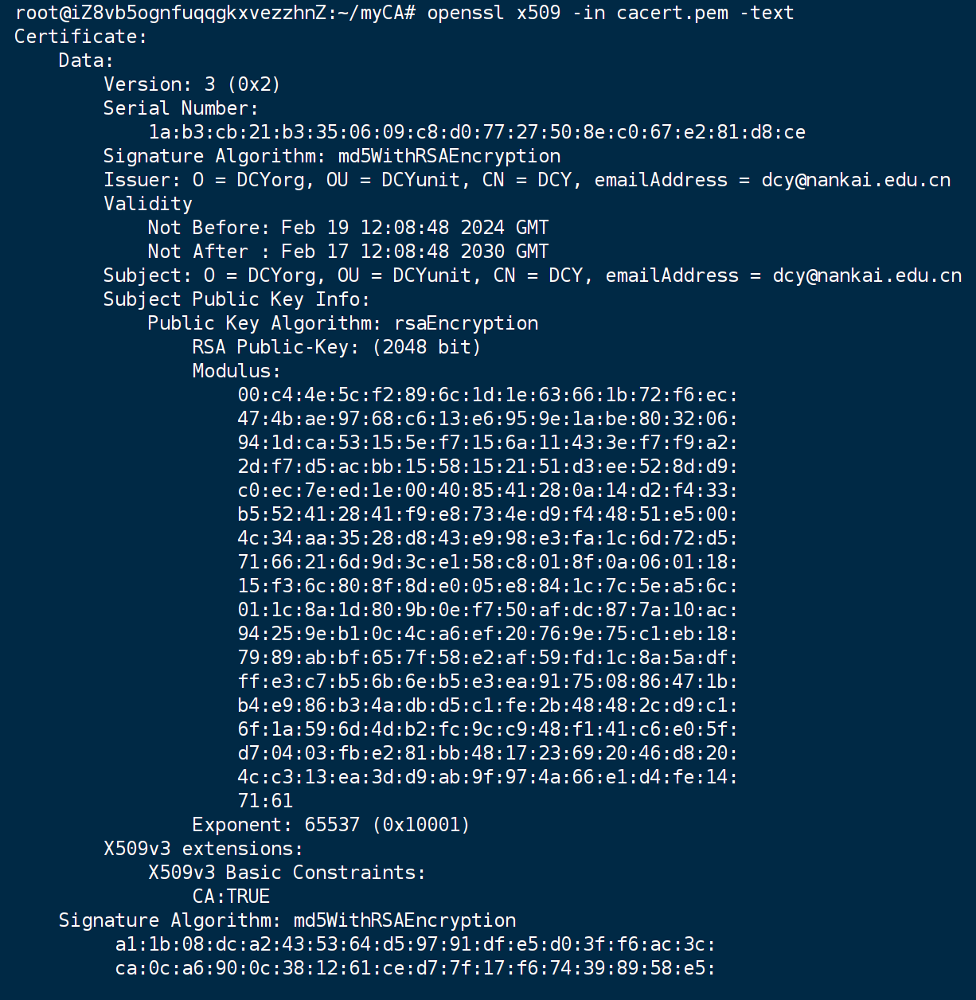 root@iZ8vb5ognfuqqgkxvezzhnZ:~/myCA# openssl x509 -in cacert.pem -text
Certificate:
    Data:
        Version: 3 (0x2)
        Serial Number:
            1a:b3:cb:21:b3:35:06:09:c8:d0:77:27:50:8e:c0:67:e2:81:d8:ce
        Signature Algorithm: md5WithRSAEncryption
        Issuer: O = DCYorg, OU = DCYunit, CN = DCY, emailAddress = dcy@nankai.edu.cn
        Validity
            Not Before: Feb 19 12:08:48 2024 GMT
            Not After : Feb 17 12:08:48 2030 GMT
        Subject: O = DCYorg, OU = DCYunit, CN = DCY, emailAddress = dcy@nankai.edu.cn
        Subject Public Key Info:
            Public Key Algorithm: rsaEncryption
                RSA Public-Key: (2048 bit)
                Modulus:
                    00:c4:4e:5c:f2:89:6c:1d:1e:63:66:1b:72:f6:ec:
                    47:4b:ae:97:68:c6:13:e6:95:9e:1a:be:80:32:06:
                    94:1d:ca:53:15:5e:f7:15:6a:11:43:3e:f7:f9:a2:
                    2d:f7:d5:ac:bb:15:58:15:21:51:d3:ee:52:8d:d9:
                    c0:ec:7e:ed:1e:00:40:85:41:28:0a:14:d2:f4:33:
                    b5:52:41:28:41:f9:e8:73:4e:d9:f4:48:51:e5:00:
                    4c:34:aa:35:28:d8:43:e9:98:e3:fa:1c:6d:72:d5:
                    71:66:21:6d:9d:3c:e1:58:c8:01:8f:0a:06:01:18:
                    15:f3:6c:80:8f:8d:e0:05:e8:84:1c:7c:5e:a5:6c:
                    01:1c:8a:1d:80:9b:0e:f7:50:af:dc:87:7a:10:ac:
                    94:25:9e:b1:0c:4c:a6:ef:20:76:9e:75:c1:eb:18:
                    79:89:ab:bf:65:7f:58:e2:af:59:fd:1c:8a:5a:df:
                    ff:e3:c7:b5:6b:6e:b5:e3:ea:91:75:08:86:47:1b:
                    b4:e9:86:b3:4a:db:d5:c1:fe:2b:48:48:2c:d9:c1:
                    6f:1a:59:6d:4d:b2:fc:9c:c9:48:f1:41:c6:e0:5f:
                    d7:04:03:fb:e2:81:bb:48:17:23:69:20:46:d8:20:
                    4c:c3:13:ea:3d:d9:ab:9f:97:4a:66:e1:d4:fe:14:
                    71:61
                Exponent: 65537 (0x10001)
        X509v3 extensions:
            X509v3 Basic Constraints:
                CA:TRUE
    Signature Algorithm: md5WithRSAEncryption
         a1:1b:08:dc:a2:43:53:64:d5:97:91:df:e5:d0:3f:f6:ac:3c:
         ca:0c:a6:90:0c:38:12:61:ce:d7:7f:17:f6:74:39:89:58:e5: